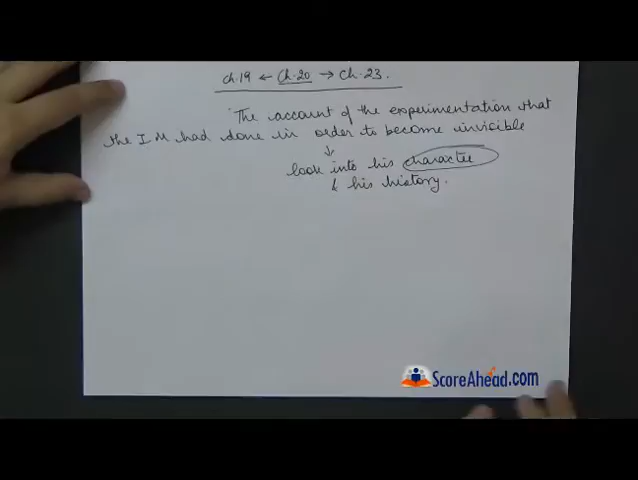 Ch.19 ← Ch.20 → Ch.23.
The account of the experimentation that
the I M had done in order to become invisible
↓
look into his character
& his history.
ScoreAhead.com